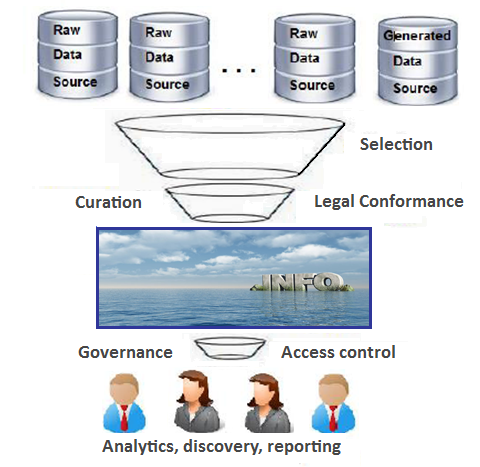 Raw
Data
Source
Raw
Data
Source
. . .
Raw
Data
Source
Generated
Data
Source
Selection
Curation
Legal Conformance
INFO
Governance
Access control
Analytics, discovery, reporting